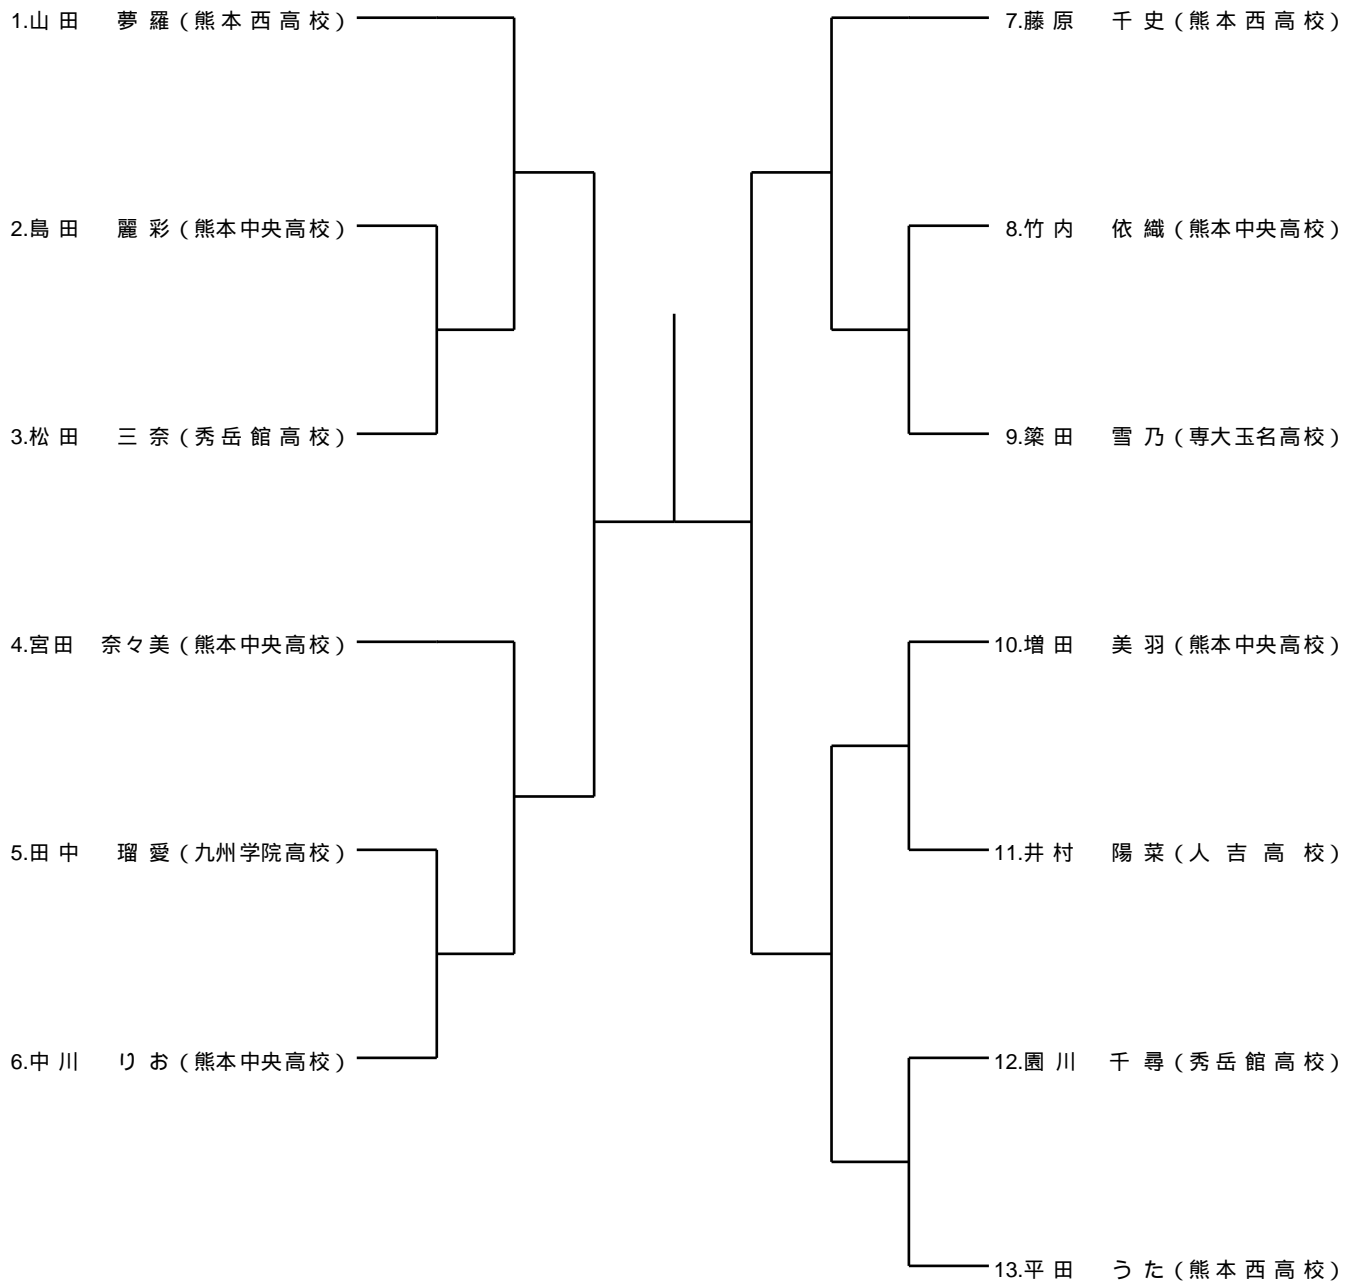 1.山田 夢羅(熊本西高校)
2.島田 麗彩(熊本中央高校)
3.松田 三奈(秀岳館高校)
4.宮田 奈々美(熊本中央高校)
5.田中 瑠愛(九州学院高校)
6.中川 りお(熊本中央高校)
7.藤原 千史(熊本西高校)
8.竹内 依織(熊本中央高校)
9.簗田 雪乃(専大玉名高校)
10.増田 美羽(熊本中央高校)
11.井村 陽菜(人吉高校)
12.園川 千尋(秀岳館高校)
13.平田 うた(熊本西高校)